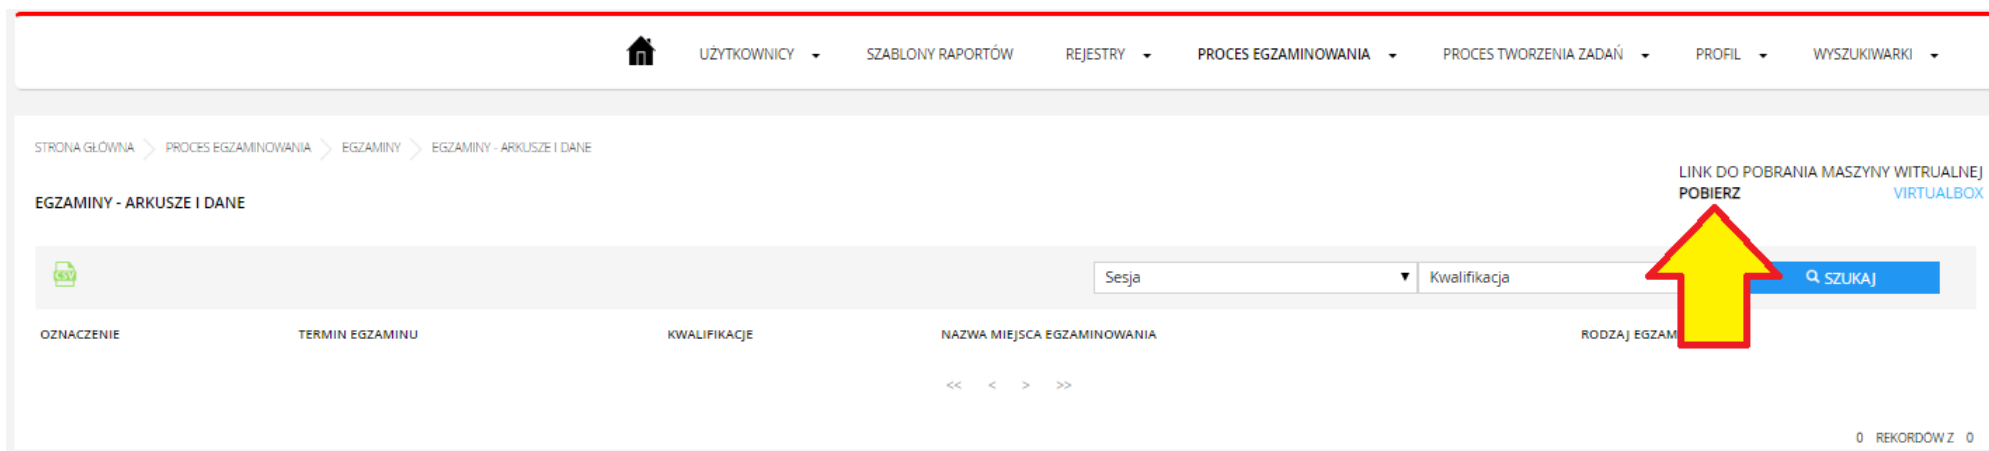 UŻYTKOWNICY SZABLONY RAPORTÓW REJESTRY PROCES EGZAMINOWANIA PROCES TWORZENIA ZADAŃ PROFIL WYSZUKIWARKI
STRONA GŁÓWNA PROCES EGZAMINOWANIA EGZAMINY EGZAMINY - ARKUSZE I DANE
LINK DO POBRANIA MASZYNY WITRUALNEJ
POBIERZ VIRTUALBOX
EGZAMINY - ARKUSZE I DANE
CSV Sesja Kwalifikacja SZUKAJ
OZNACZENIE TERMIN EGZAMINU KWALIFIKACJE NAZWA MIEJSCA EGZAMINOWANIA RODZAJ
<< < > >>
0 REKORDÓW Z 0